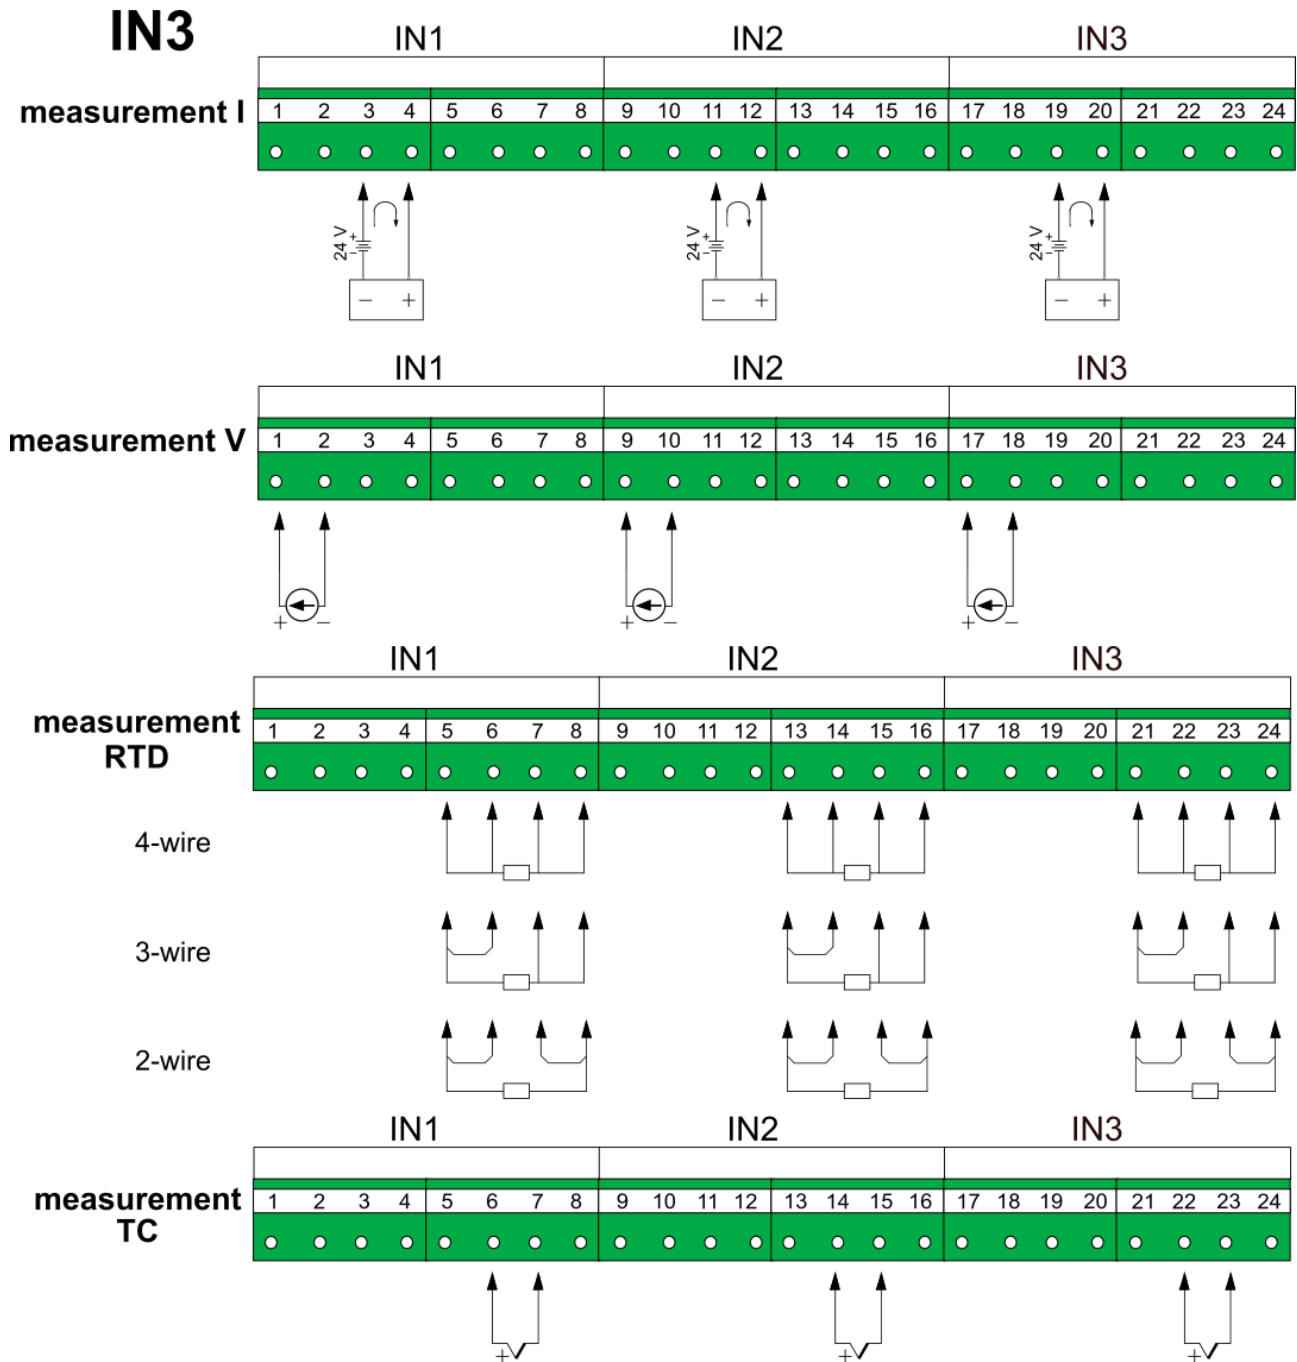 IN3
IN1 IN2 IN3
measurement I 1 2 3 4 5 6 7 8 9 10 11 12 13 14 15 16 17 18 19 20 21 22 23 24
24 V + − 24 V + − 24 V + −
− + − + − +
IN1 IN2 IN3
measurement V 1 2 3 4 5 6 7 8 9 10 11 12 13 14 15 16 17 18 19 20 21 22 23 24
+ − + − + −
IN1 IN2 IN3
measurement
RTD
1 2 3 4 5 6 7 8 9 10 11 12 13 14 15 16 17 18 19 20 21 22 23 24
4-wire
3-wire
2-wire
IN1 IN2 IN3
measurement
TC
1 2 3 4 5 6 7 8 9 10 11 12 13 14 15 16 17 18 19 20 21 22 23 24
+ + +